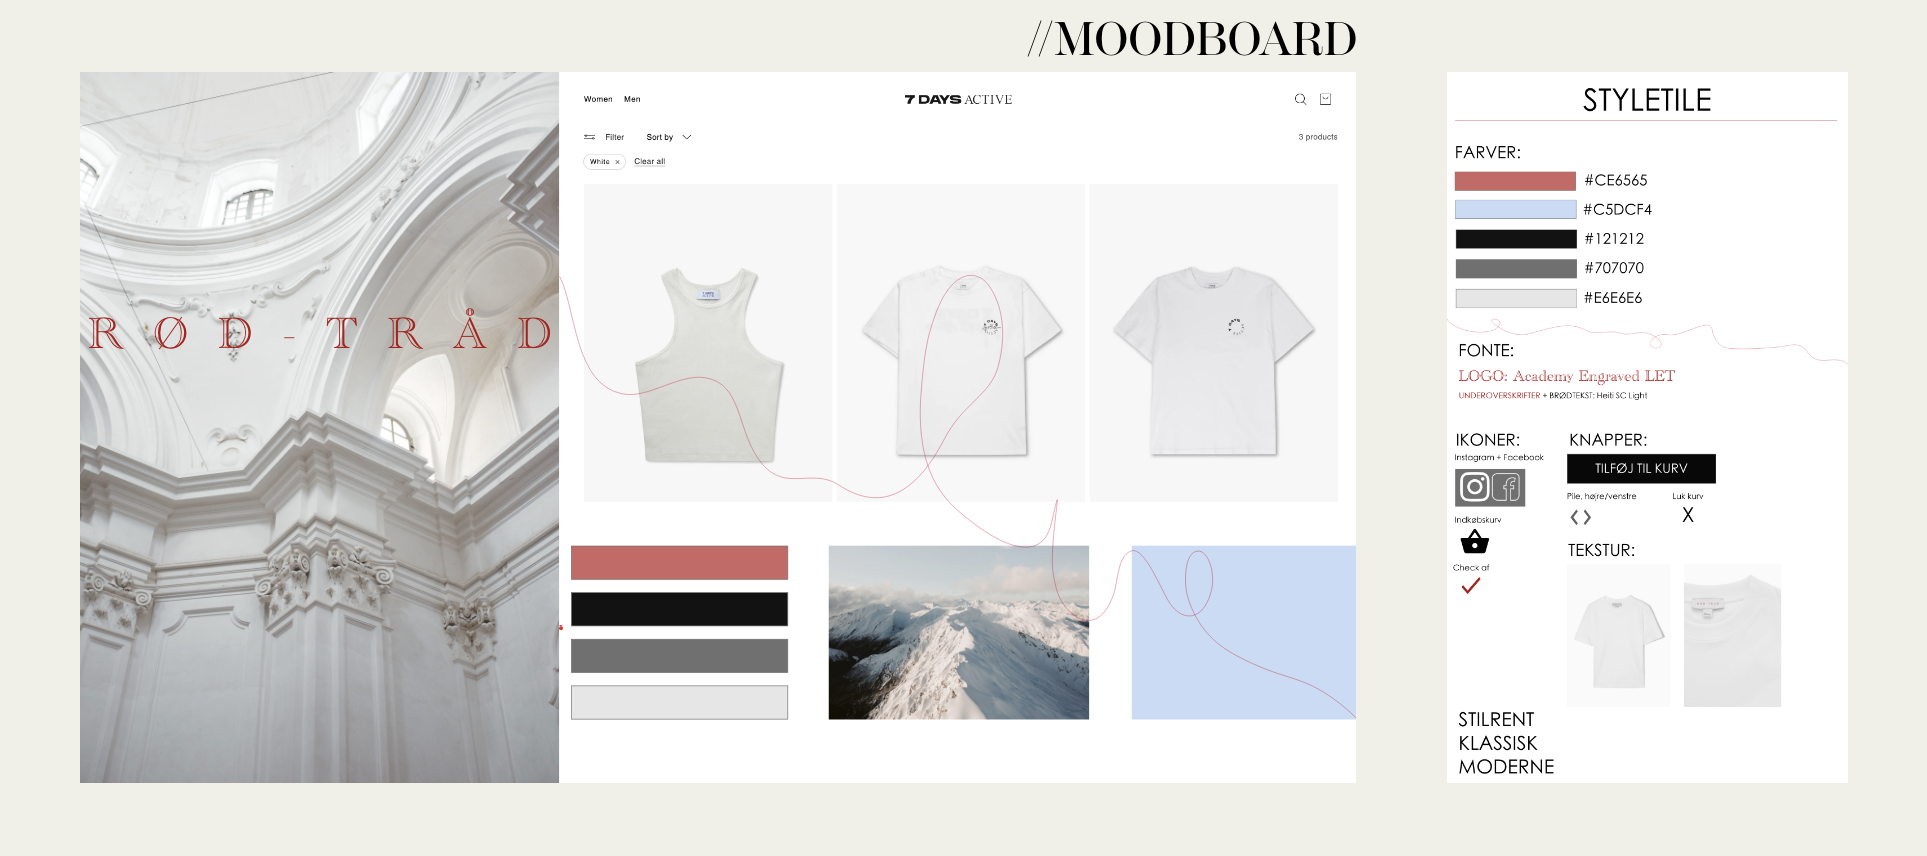 //MOODBOARD
RØD-TRÅD
Women Men
7 DAYS ACTIVE
Filter Sort by
3 products
White × Clear all
STYLETILE
FARVER:
#CE6565
#C5DCF4
#121212
#707070
#E6E6E6
FONTE:
LOGO: Academy Engraved LET
UNDEROVERSKRIFTER + BRØDTEKST: Heiti SC Light
IKONER:
Instagram + Facebook
Indkøbskurv
Check af
KNAPPER:
TILFØJ TIL KURV
Pile, højre/venstre
Luk kurv
X
TEKSTUR:
STILRENT
KLASSISK
MODERNE